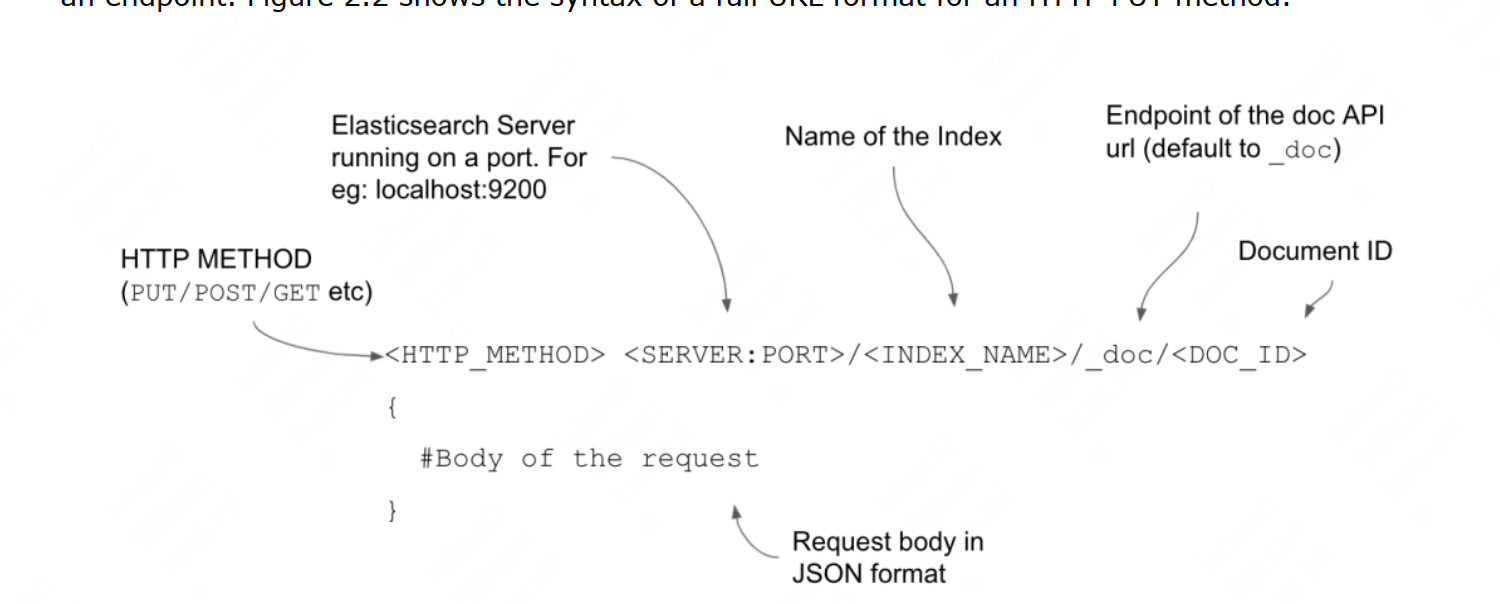 an endpoint. Figure 2.2 shows the syntax of a full URL format for an HTTP PUT method.
Elasticsearch Server
running on a port. For
eg: localhost:9200
Name of the Index
Endpoint of the doc API
url (default to _doc)
HTTP METHOD
(PUT/POST/GET etc)
Document ID
<HTTP_METHOD> <SERVER:PORT>/<INDEX_NAME>/_doc/<DOC_ID>
{
#Body of the request
}
Request body in
JSON format